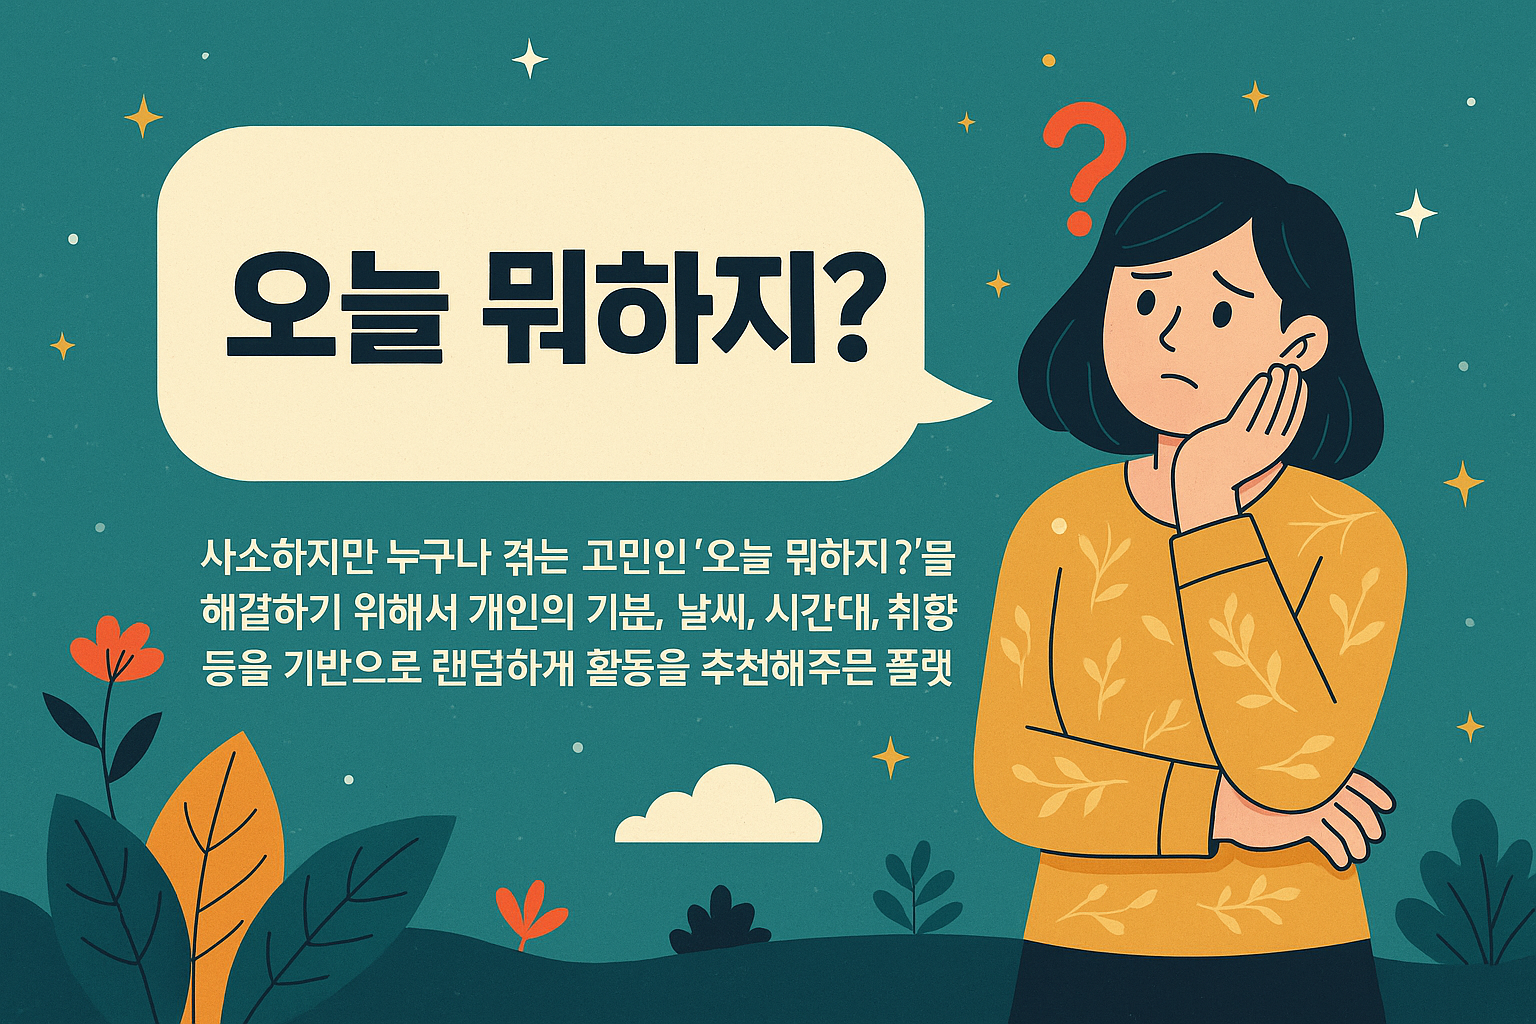 오늘 뭐하지?
사소하지만 누구나 겪는 고민인 '오늘 뭐하지?'믈
해결하기 위해서 개인의 기분, 날씨, 시간대, 취향
등을 기반으로 랜덤하게 홭동을 추천해주믄 폴랫